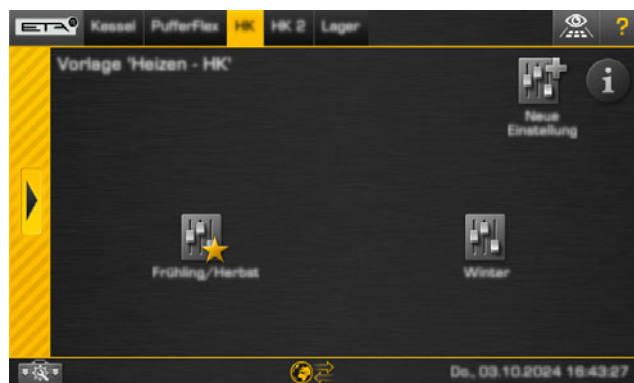 ETA Kessel PufferFlex HK HK 2 Lager ?
Vorlage 'Heizen - HK'
i
Neue
Einstellung
Frühling/Herbst
Winter
Do., 03.10.2024 16:43:27